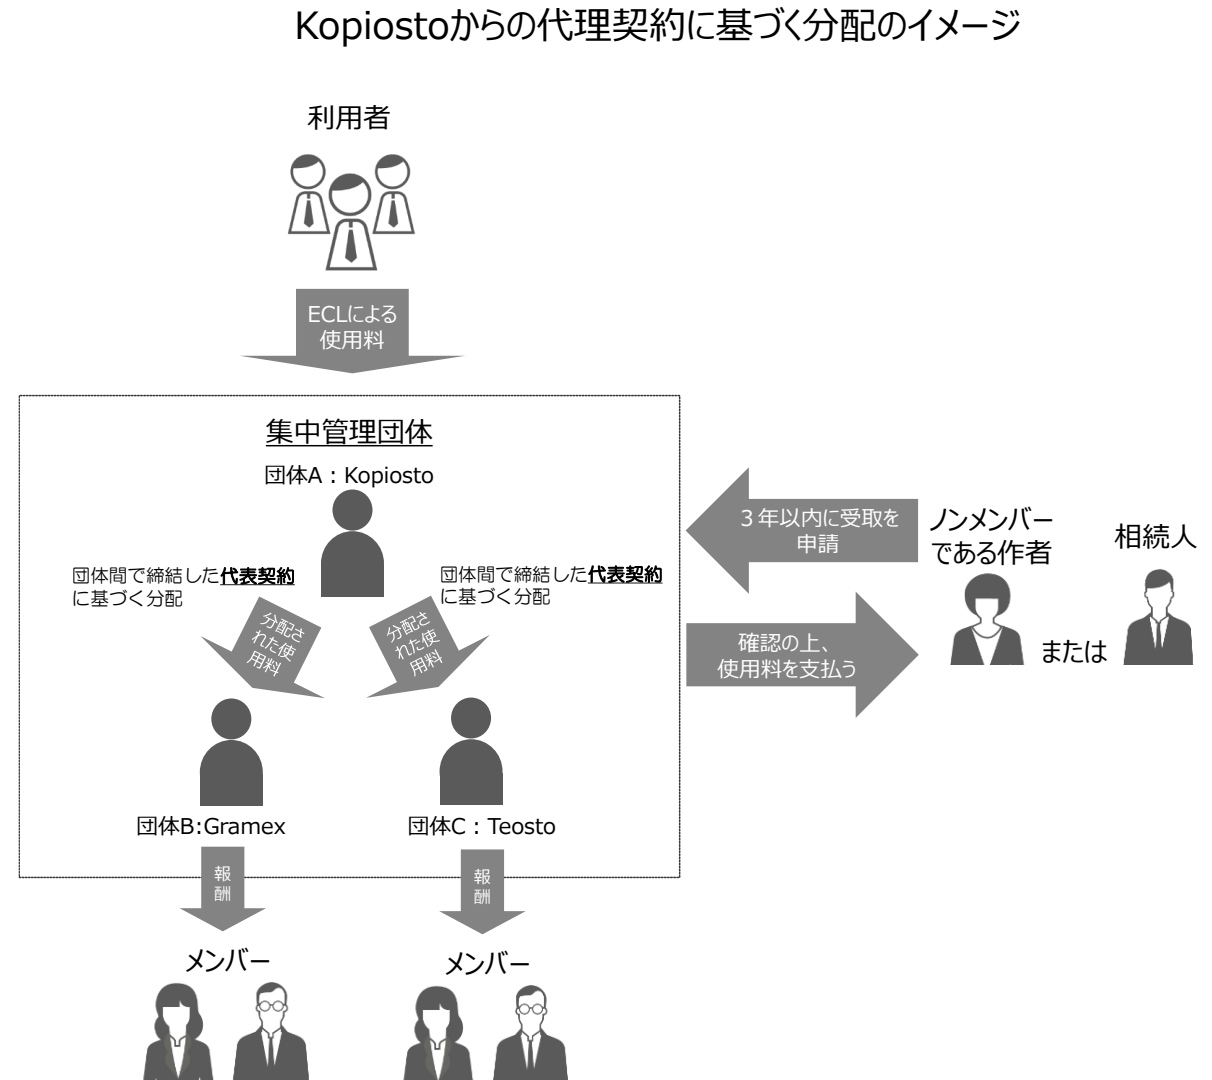 Kopiostoからの代理契約に基づく分配のイメージ
利用者
ECLによる
使用料
集中管理団体
団体A：Kopiosto
団体間で締結した代表契約
に基づく分配
団体間で締結した代表契約
に基づく分配
分配さ
れた使
用料
分配さ
れた使
用料
団体B:Gramex
団体C：Teosto
報
酬
報
酬
メンバー
メンバー
３年以内に受取を
申請
ノンメンバー
である作者
相続人
または
確認の上、
使用料を支払う